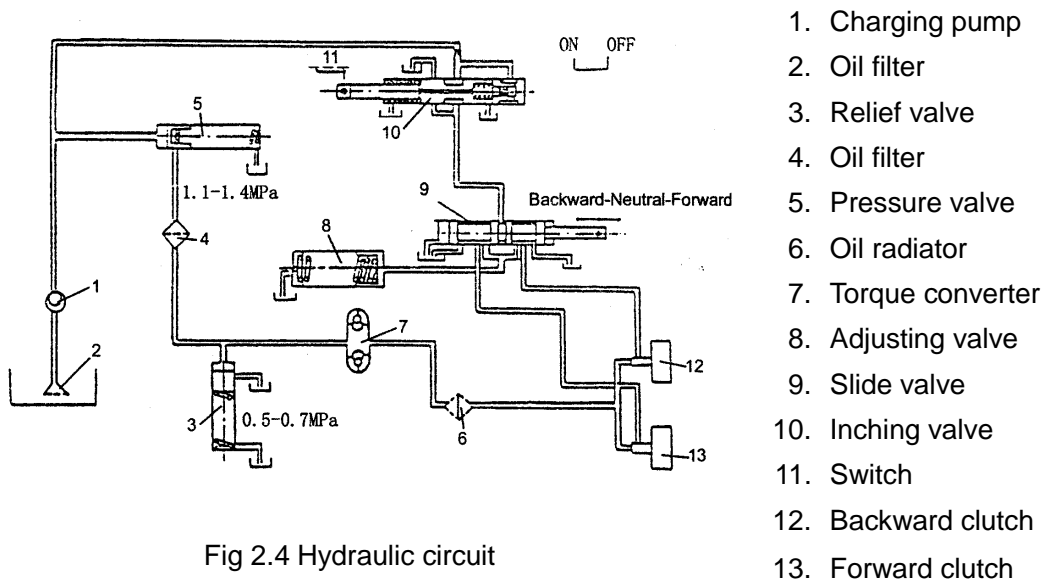 ON OFF
11
10
5
1.1-1.4MPa
9
Backward-Neutral-Forward
8
4
1
7
2
12
3
0.5-0.7MPa
6
13
Fig 2.4 Hydraulic circuit
1. Charging pump
2. Oil filter
3. Relief valve
4. Oil filter
5. Pressure valve
6. Oil radiator
7. Torque converter
8. Adjusting valve
9. Slide valve
10. Inching valve
11. Switch
12. Backward clutch
13. Forward clutch